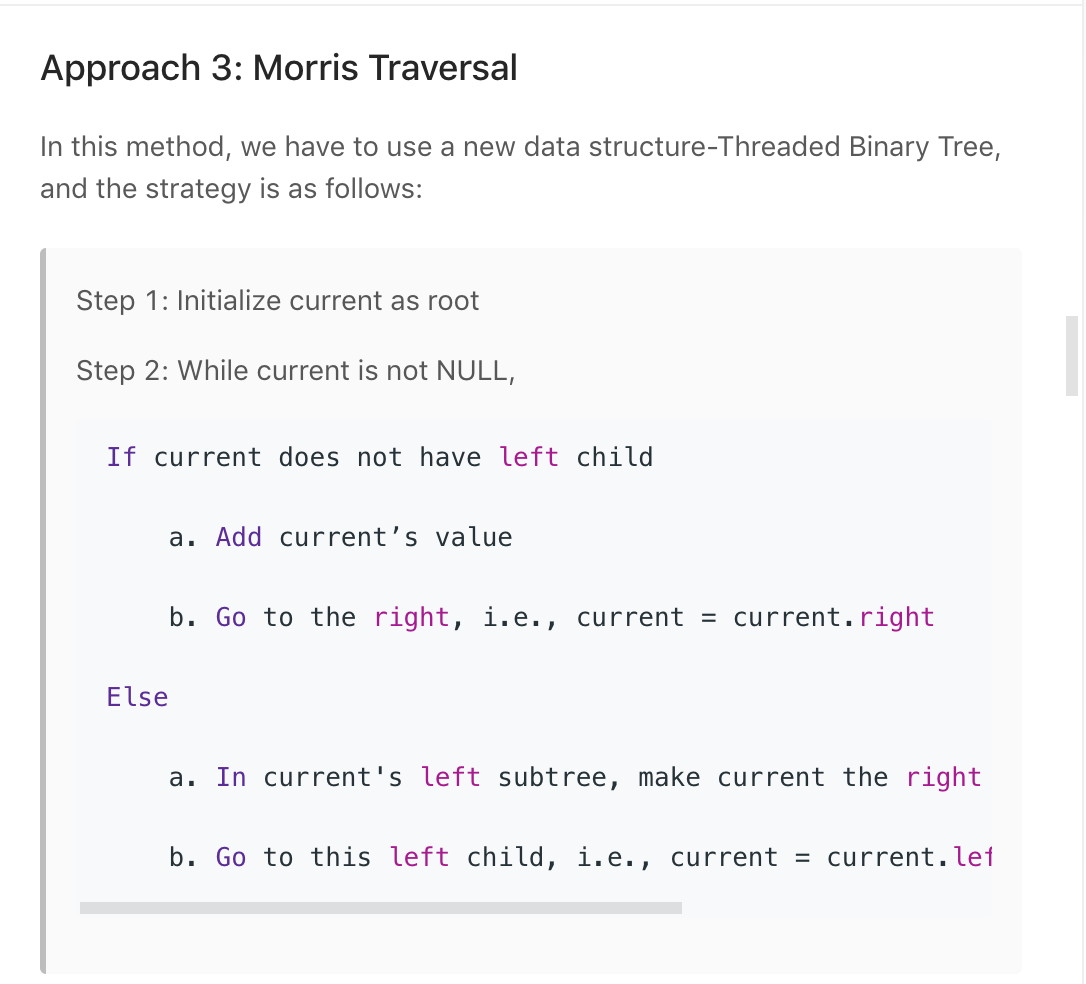 Approach 3: Morris Traversal
In this method, we have to use a new data structure-Threaded Binary Tree,
and the strategy is as follows:
Step 1: Initialize current as root
Step 2: While current is not NULL,
If current does not have left child
a. Add current’s value
b. Go to the right, i.e., current = current.right
Else
a. In current's left subtree, make current the right
b. Go to this left child, i.e., current = current.lef